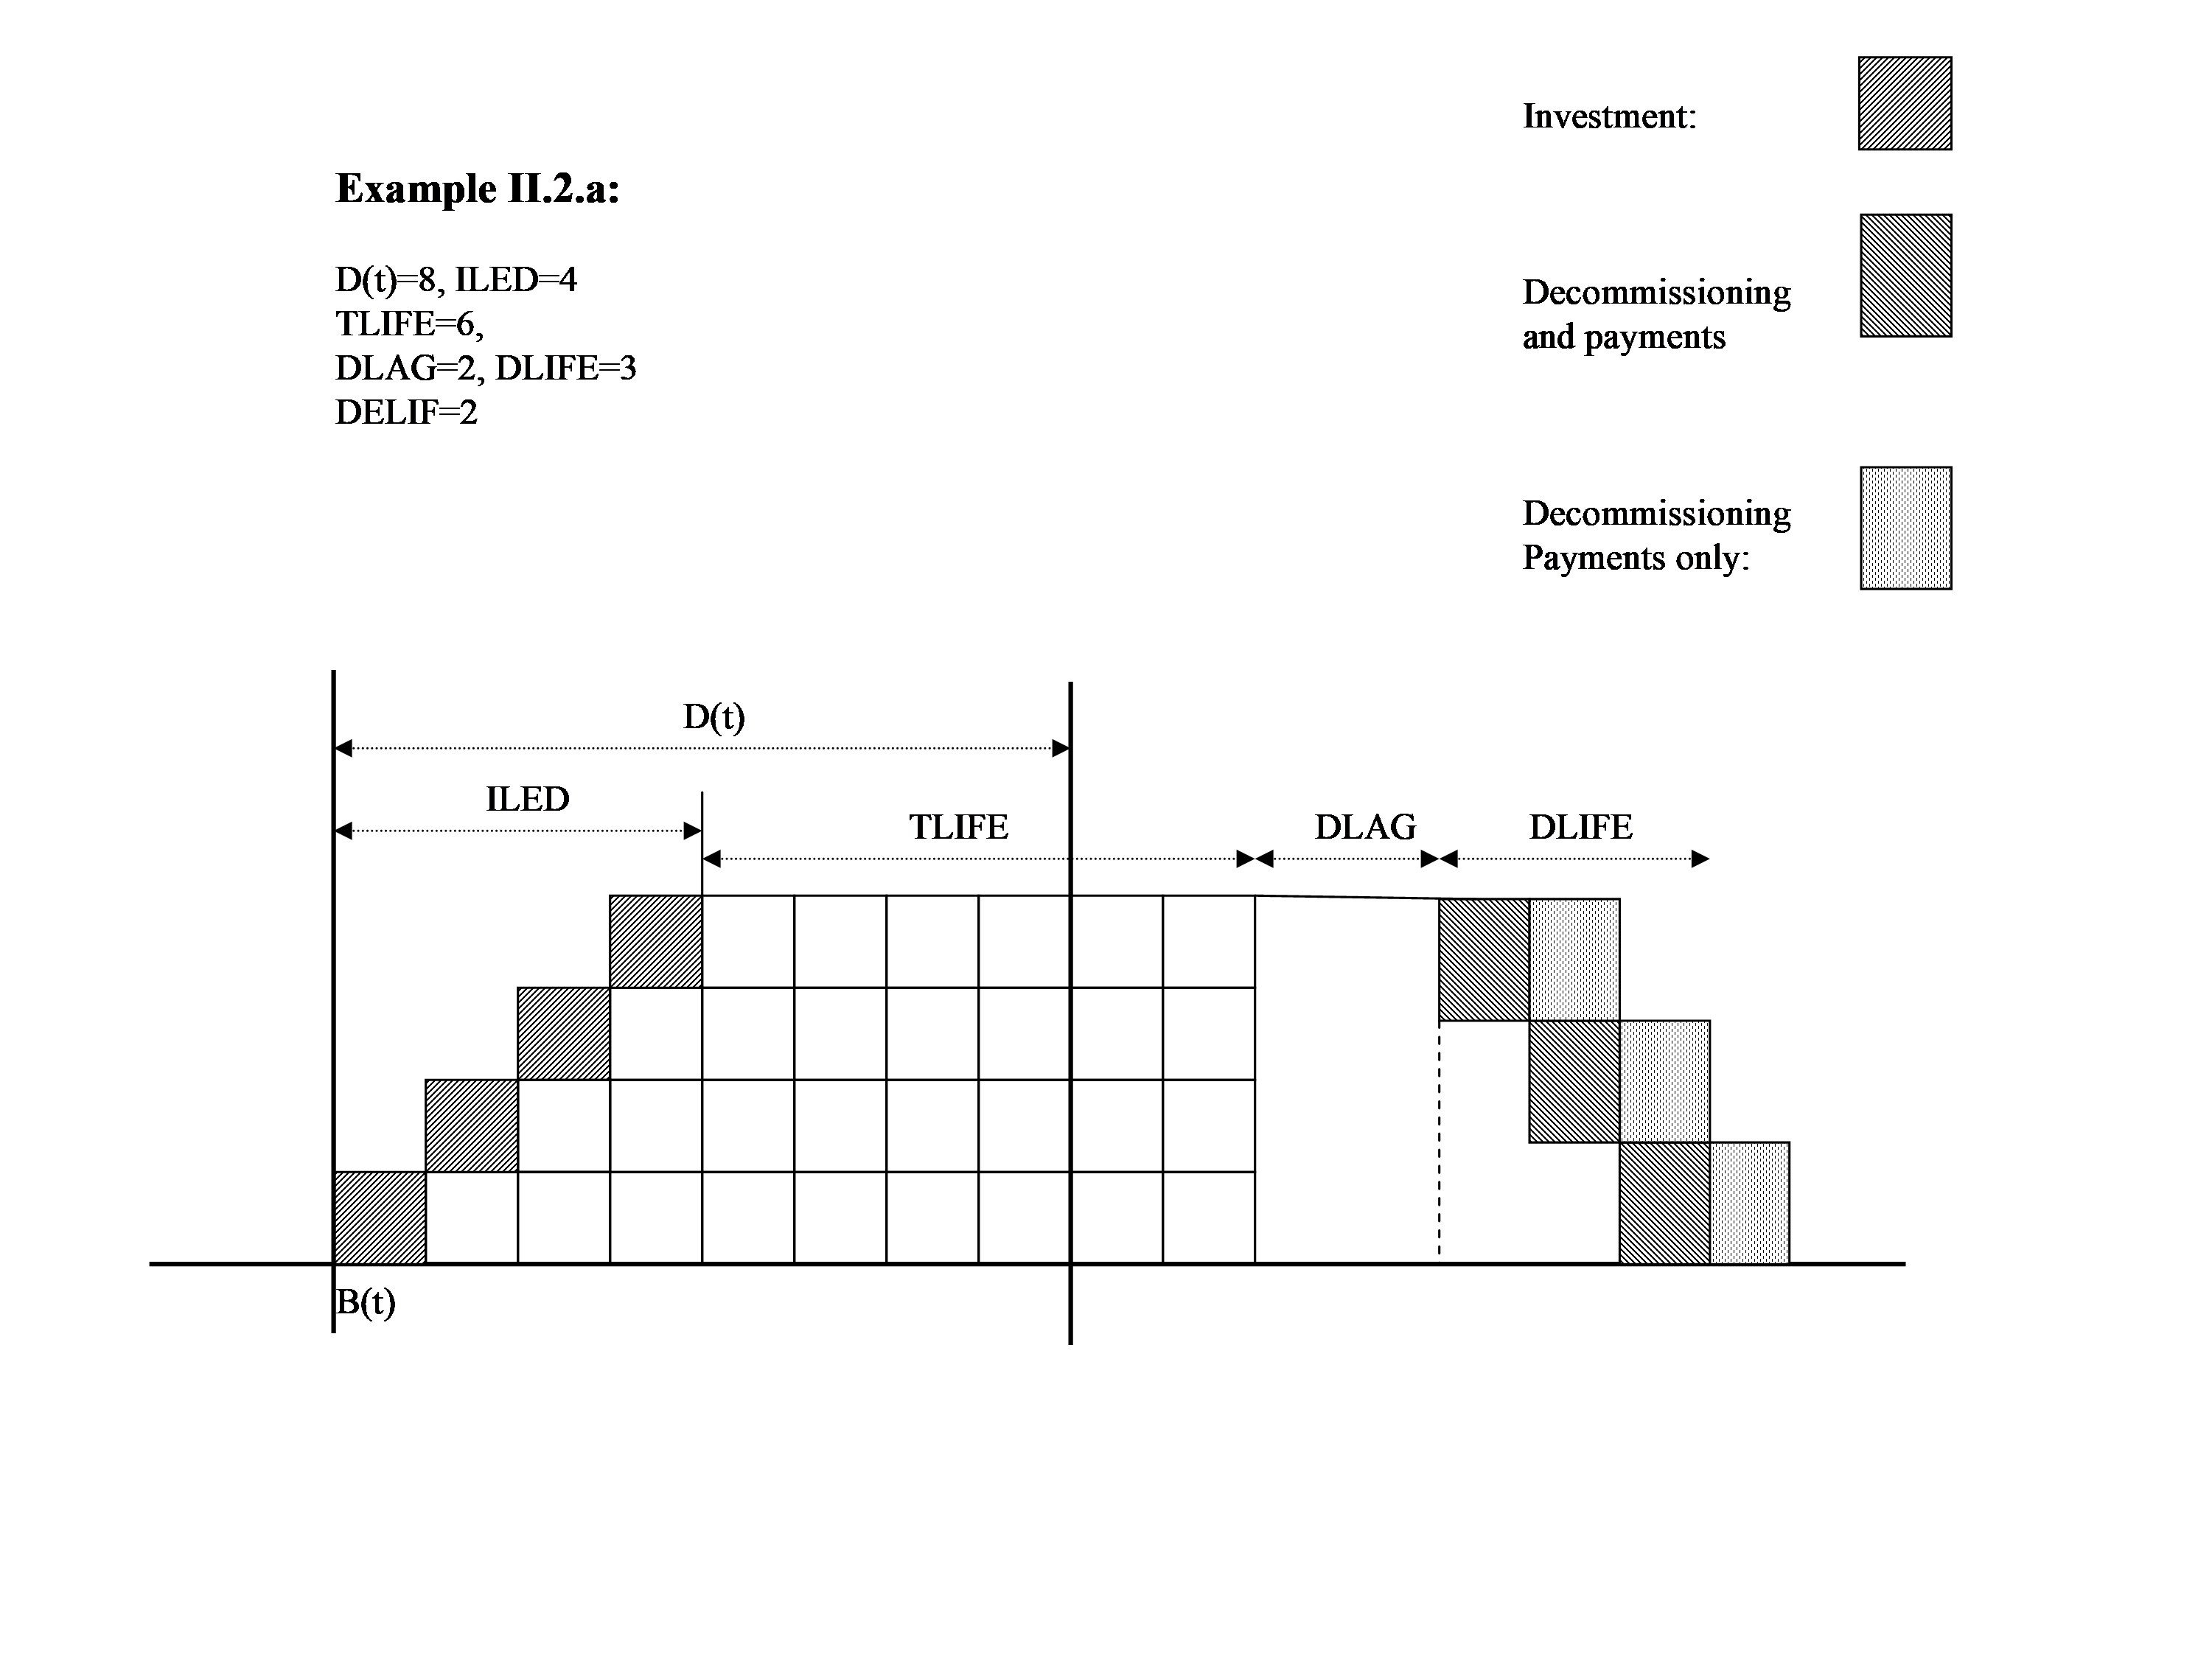 Investment:
Example II.2.a:
D(t)=8, ILED=4
TLIFE=6,
DLAG=2, DLIFE=3
DELIF=2
Decommissioning
and payments
Decommissioning
Payments only:
D(t)
ILED
TLIFE
DLAG
DLIFE
B(t)